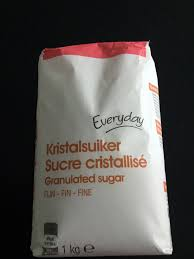 Everyday
Kristalsuiker
Sucre cristallisé
Granulated sugar
FIJN - FIN - FINE
1 kg e